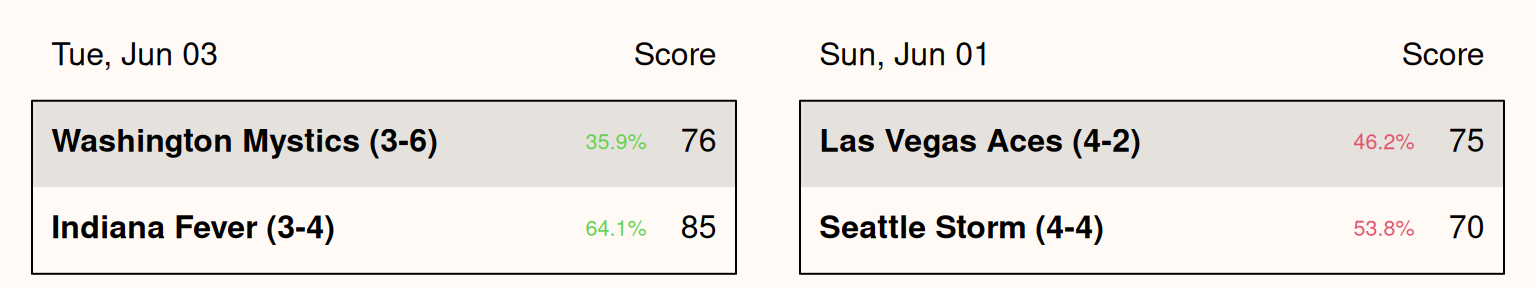 Tue, Jun 03 Score
Washington Mystics (3-6) 35.9% 76
Indiana Fever (3-4) 64.1% 85
Sun, Jun 01 Score
Las Vegas Aces (4-2) 46.2% 75
Seattle Storm (4-4) 53.8% 70